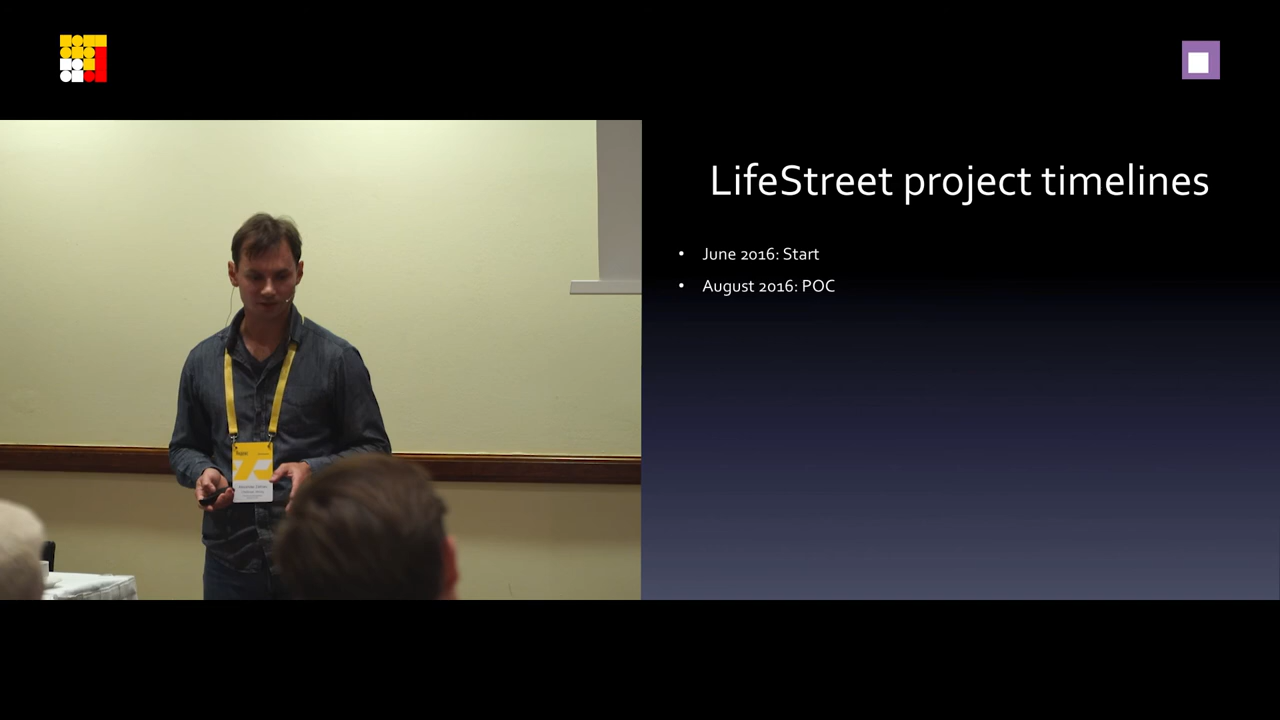 LifeStreet project timelines
• June 2016: Start
• August 2016: POC